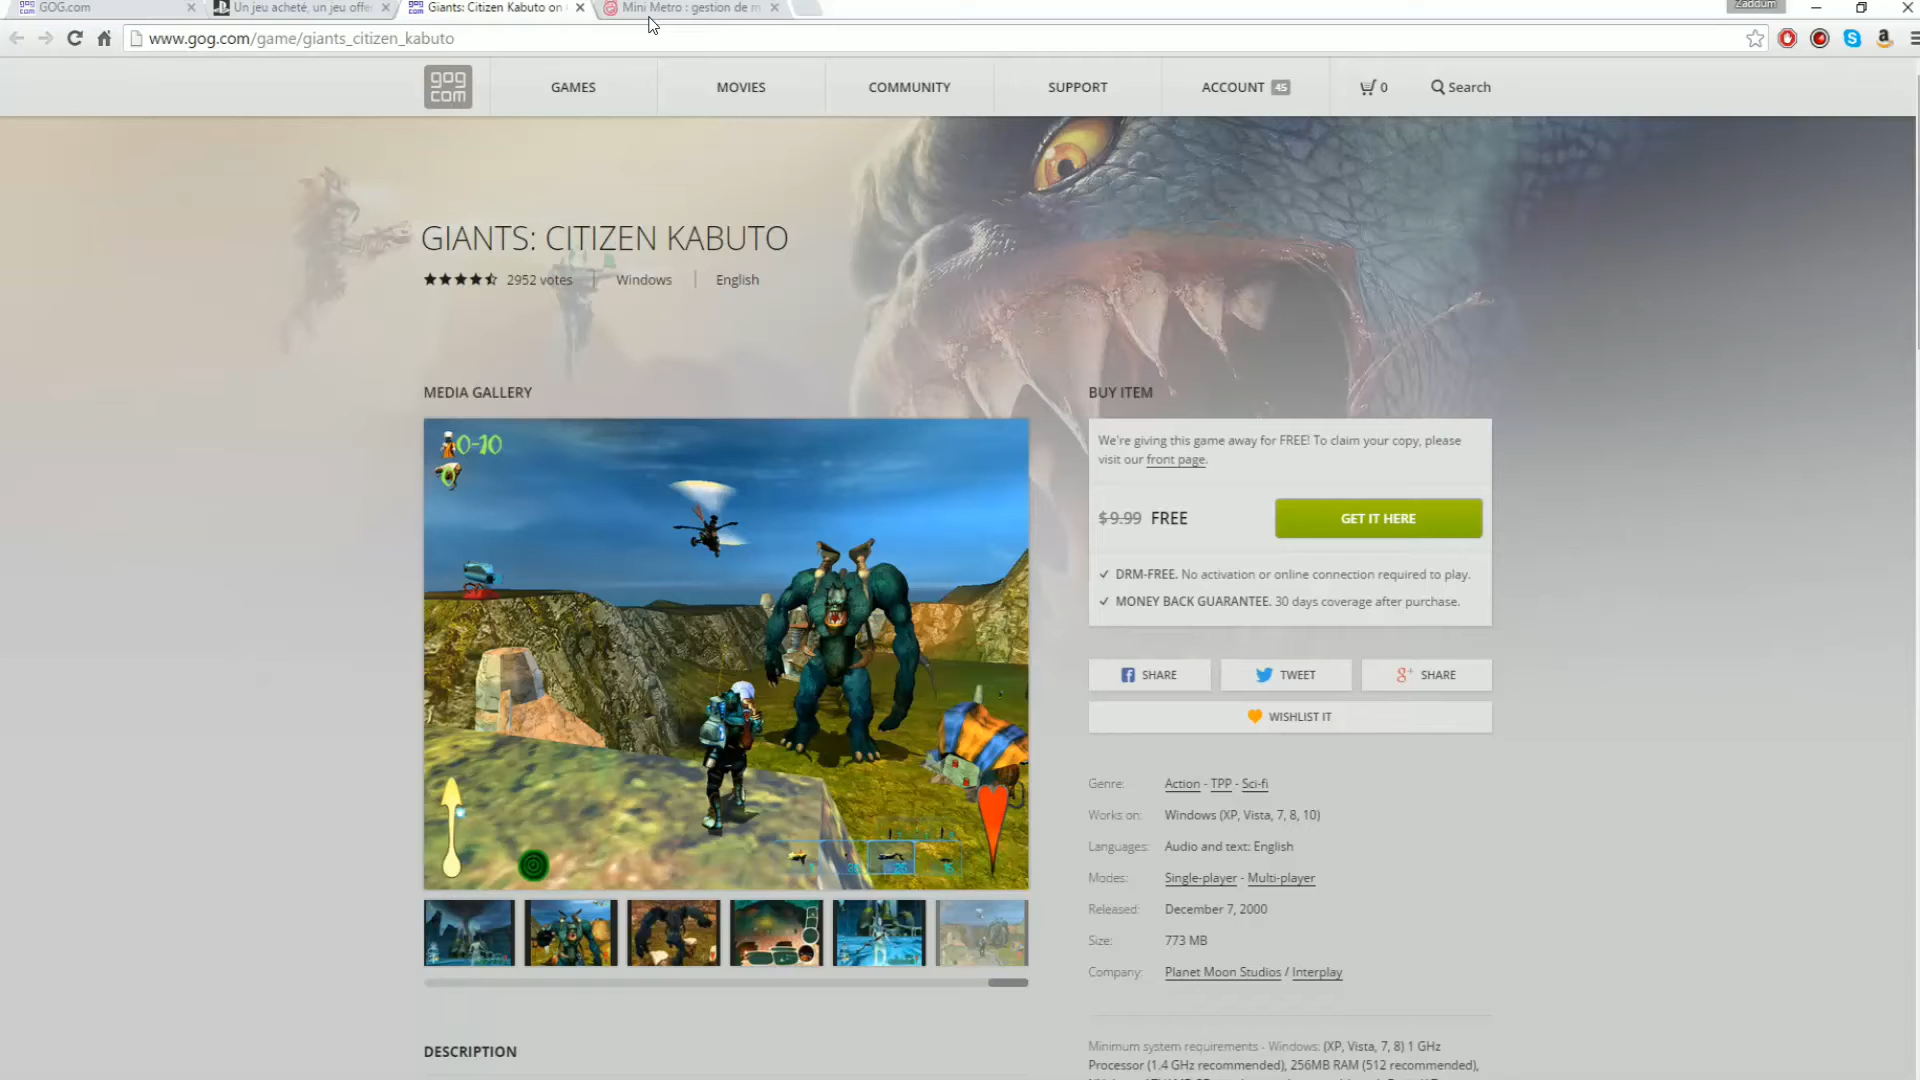 GOG.com
Un jeu acheté, un jeu offer
Giants: Citizen Kabuto on
Mini Metro : gestion de m
Zaddum
www.gog.com/game/giants_citizen_kabuto
gog
com
GAMES
MOVIES
COMMUNITY
SUPPORT
ACCOUNT 45
0
Search
GIANTS: CITIZEN KABUTO
2952 votes | Windows | English
MEDIA GALLERY
BUY ITEM
0-10
We're giving this game away for FREE! To claim your copy, please
visit our front page.
$9.99 FREE
GET IT HERE
DRM-FREE. No activation or online connection required to play.
MONEY BACK GUARANTEE. 30 days coverage after purchase.
SHARE
TWEET
SHARE
WISHLIST IT
Genre: Action - TPP - Sci-fi
Works on: Windows (XP, Vista, 7, 8, 10)
Languages: Audio and text: English
Modes: Single-player - Multi-player
Released: December 7, 2000
Size: 773 MB
Company: Planet Moon Studios / Interplay
DESCRIPTION
Minimum system requirements - Windows: (XP, Vista, 7, 8) 1 GHz
Processor (1.4 GHz recommended), 256MB RAM (512 recommended),